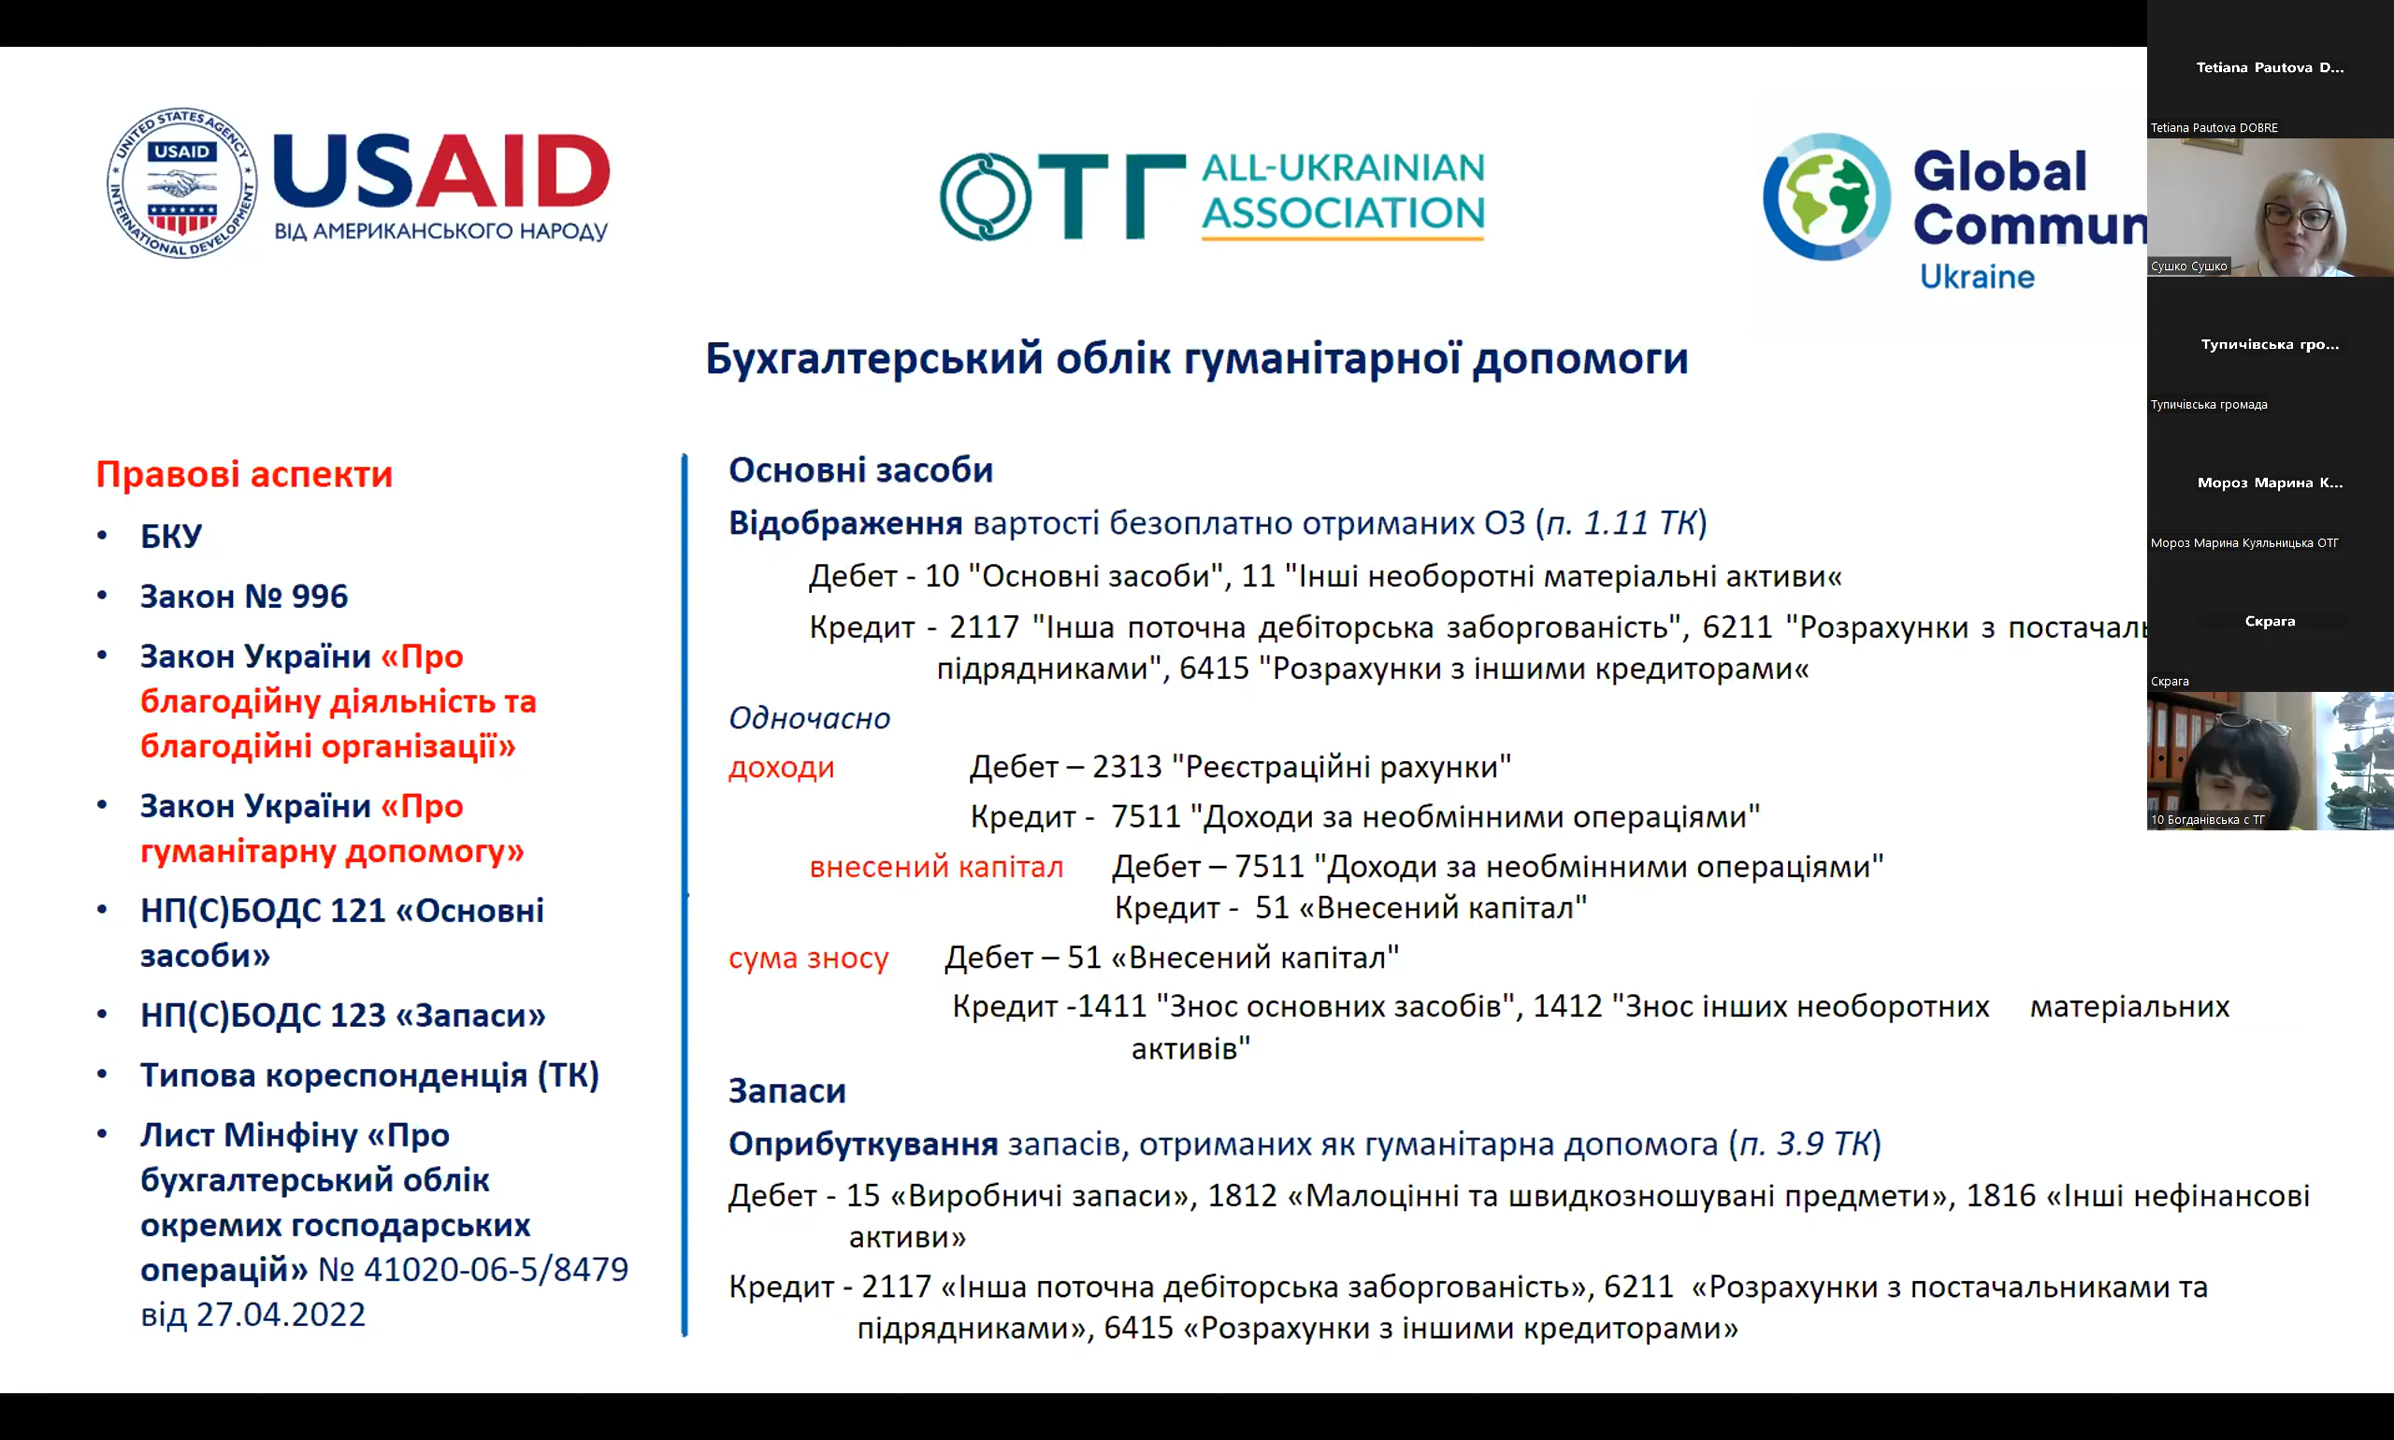 UNITED STATES AGENCY
USAID
INTERNATIONAL DEVELOPMENT
USAID
ВІД АМЕРИКАНСЬКОГО НАРОДУ
ОТГ ALL-UKRAINIAN
ASSOCIATION
Global
Commun
Ukraine
Бухгалтерський облік гуманітарної допомоги
Правові аспекти
• БКУ
• Закон № 996
• Закон України «Про
благодійну діяльність та
благодійні організації»
• Закон України «Про
гуманітарну допомогу»
• НП(С)БОДС 121 «Основні
засоби»
• НП(С)БОДС 123 «Запаси»
• Типова кореспонденція (ТК)
• Лист Мінфіну «Про
бухгалтерський облік
окремих господарських
операцій» № 41020-06-5/8479
від 27.04.2022
Основні засоби
Відображення вартості безоплатно отриманих ОЗ (п. 1.11 ТК)
Дебет - 10 "Основні засоби", 11 "Інші необоротні матеріальні активи«
Кредит - 2117 "Інша поточна дебіторська заборгованість", 6211 "Розрахунки з постачаль
підрядниками", 6415 "Розрахунки з іншими кредиторами«
Одночасно
доходи Дебет – 2313 "Реєстраційні рахунки"
Кредит - 7511 "Доходи за необмінними операціями"
внесений капітал Дебет – 7511 "Доходи за необмінними операціями"
Кредит - 51 «Внесений капітал"
сума зносу Дебет – 51 «Внесений капітал"
Кредит -1411 "Знос основних засобів", 1412 "Знос інших необоротних матеріальних
активів"
Запаси
Оприбуткування запасів, отриманих як гуманітарна допомога (п. 3.9 ТК)
Дебет - 15 «Виробничі запаси», 1812 «Малоцінні та швидкозношувані предмети», 1816 «Інші нефінансові
активи»
Кредит - 2117 «Інша поточна дебіторська заборгованість», 6211 «Розрахунки з постачальниками та
підрядниками», 6415 «Розрахунки з іншими кредиторами»
Tetiana Pautova D...
Tetiana Pautova DOBRE
Сушко Сушко
Тупичівська гро...
Тупичівська громада
Мороз Марина К...
Мороз Марина Куяльницька ОТГ
Скрага
Скрага
10 Богданівська с ТГ